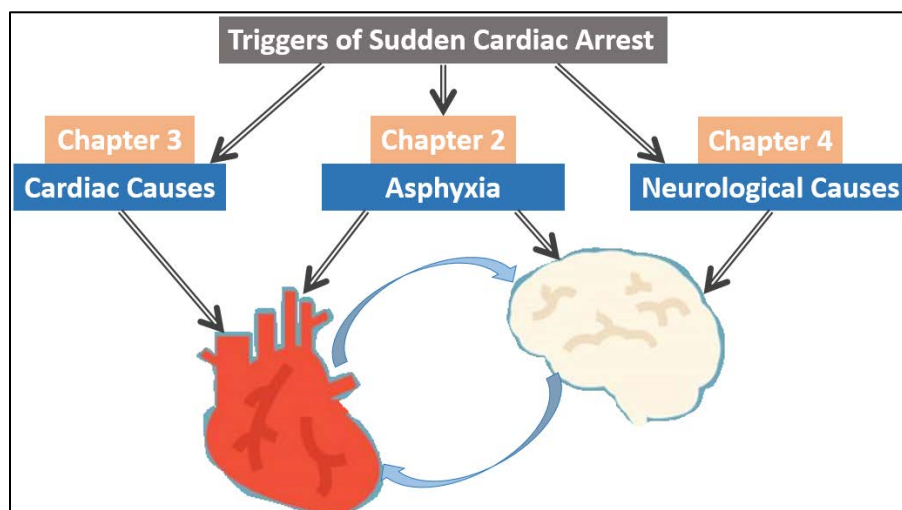 Triggers of Sudden Cardiac Arrest
Chapter 3
Cardiac Causes
Chapter 2
Asphyxia
Chapter 4
Neurological Causes